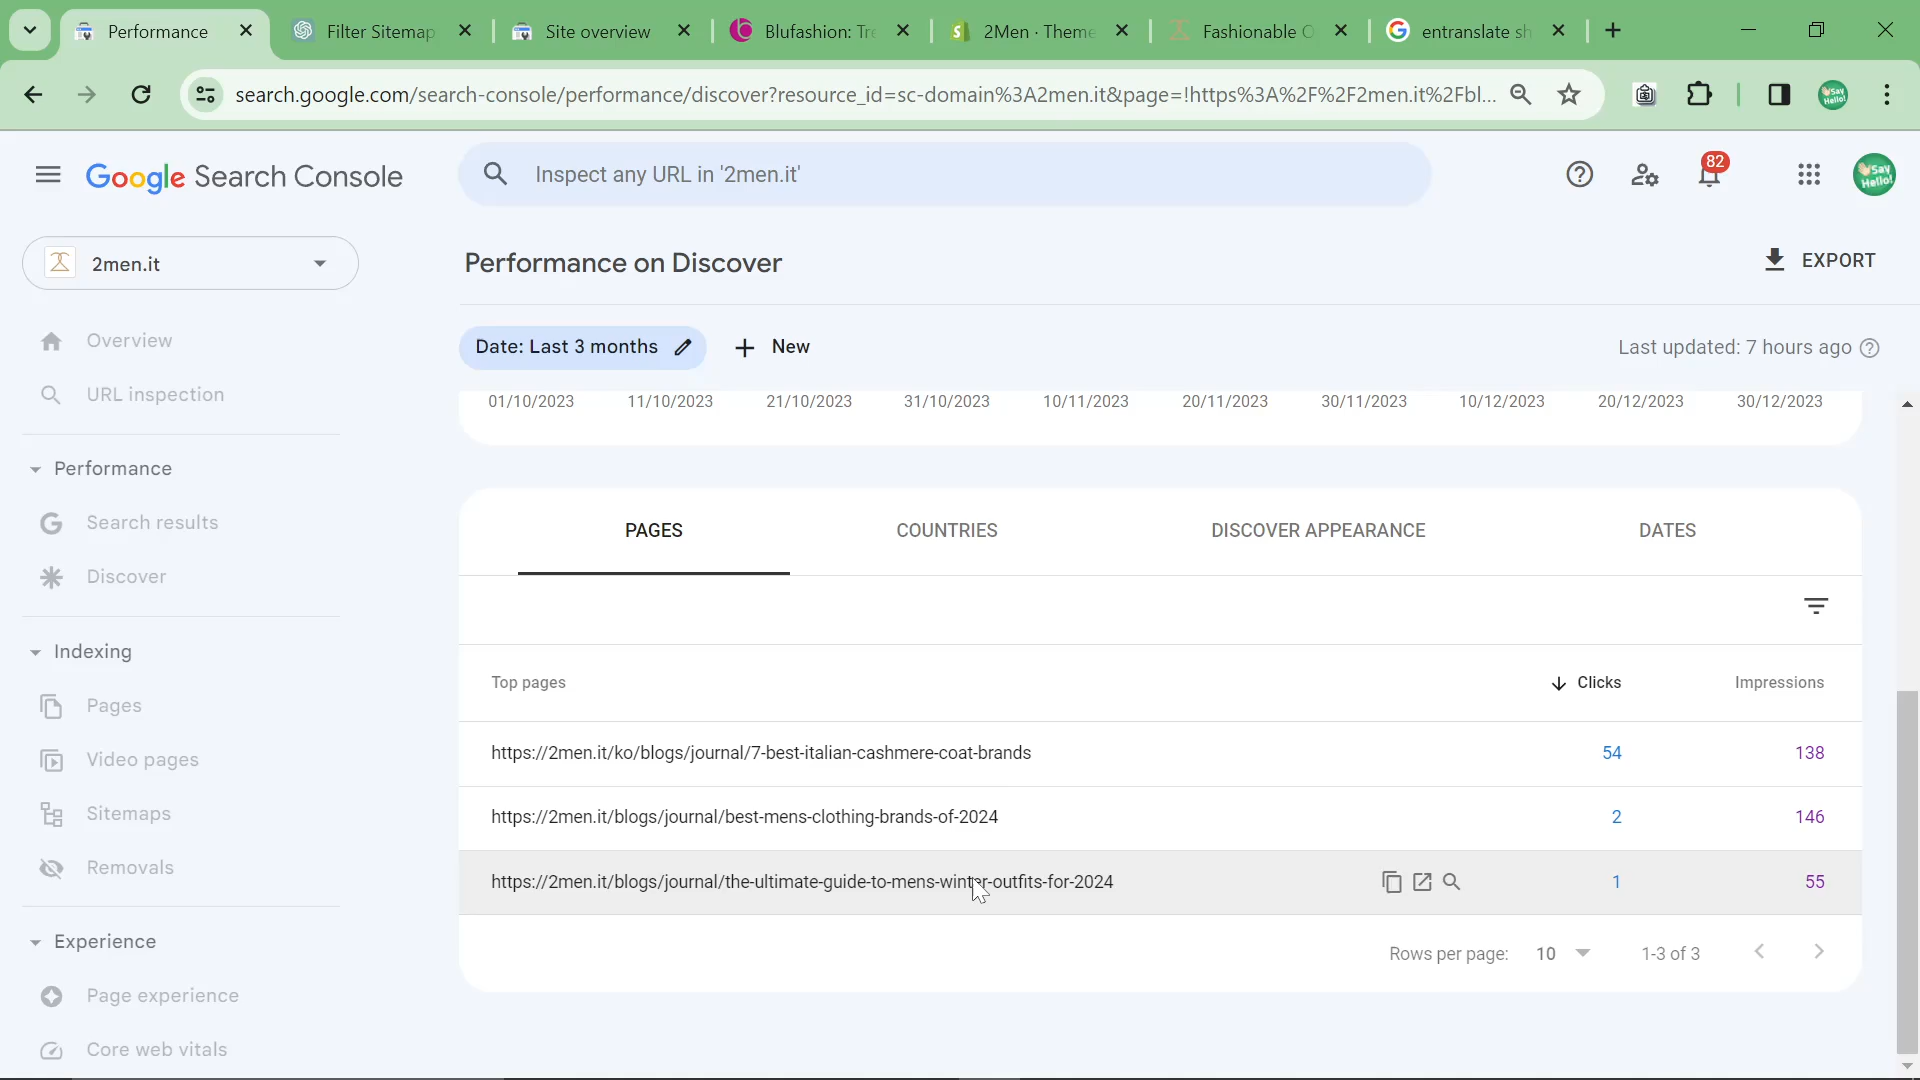 Performance
Filter Sitemap
Site overview
Blufashion: Tre
2Men · Theme
Fashionable O
entranslate sh
search.google.com/search-console/performance/discover?resource_id=sc-domain%3A2men.it&page=!https%3A%2F%2F2men.it%2Fbl...
Google Search Console
Inspect any URL in '2men.it'
82
Say Hello!
2men.it
Performance on Discover
EXPORT
Date: Last 3 months
New
Last updated: 7 hours ago
Overview
URL inspection
Performance
Search results
Discover
Indexing
Pages
Video pages
Sitemaps
Removals
Experience
Page experience
Core web vitals
01/10/2023 11/10/2023 21/10/2023 31/10/2023 10/11/2023 20/11/2023 30/11/2023 10/12/2023 20/12/2023 30/12/2023
PAGES COUNTRIES DISCOVER APPEARANCE DATES
Top pages Clicks Impressions
https://2men.it/ko/blogs/journal/7-best-italian-cashmere-coat-brands 54 138
https://2men.it/blogs/journal/best-mens-clothing-brands-of-2024 2 146
https://2men.it/blogs/journal/the-ultimate-guide-to-mens-winter-outfits-for-2024 1 55
Rows per page: 10 1-3 of 3